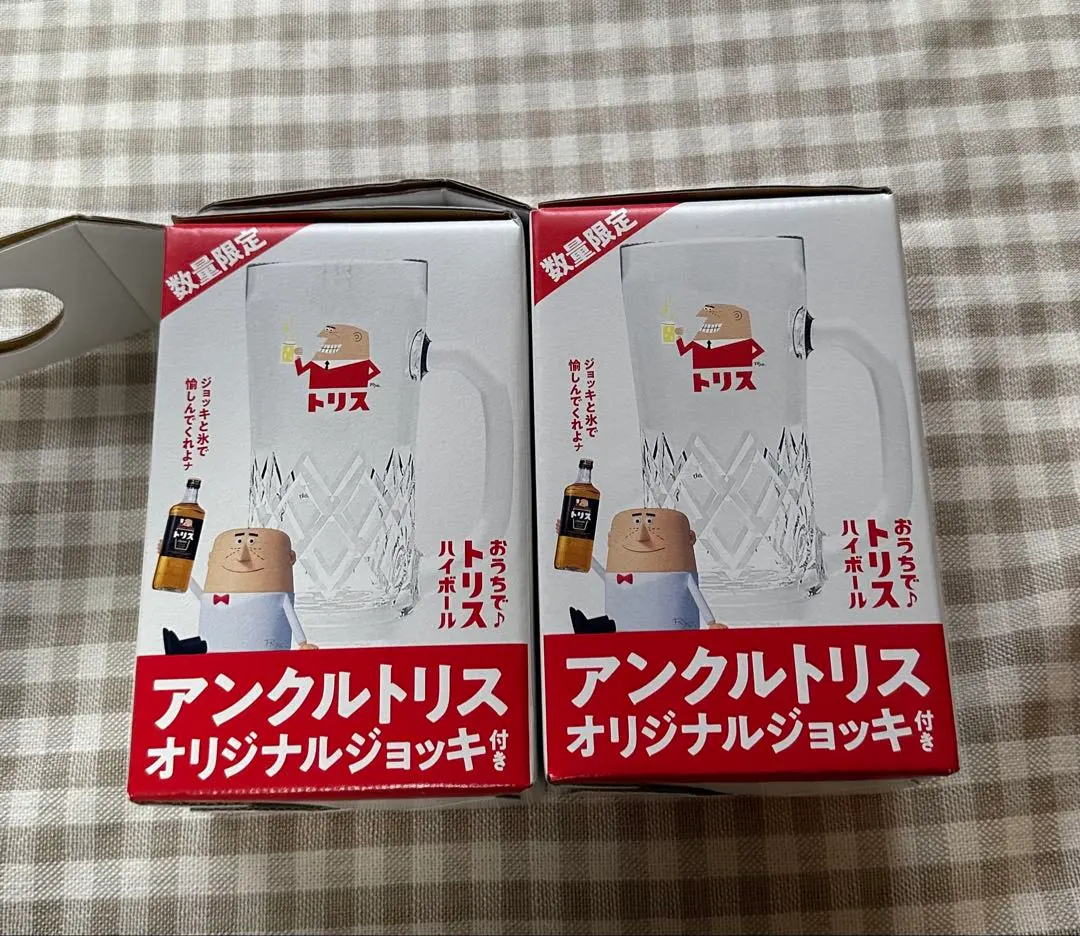 数量限定
トリス
ジョッキと氷で
愉しんでくれよナ
トリス
おうちで♪
トリス
ハイボール
アンクルトリス
オリジナルジョッキ付き
数量限定
トリス
ジョッキと氷で
愉しんでくれよナ
トリス
おうちで♪
トリス
ハイボール
アンクルトリス
オリジナルジョッキ付き